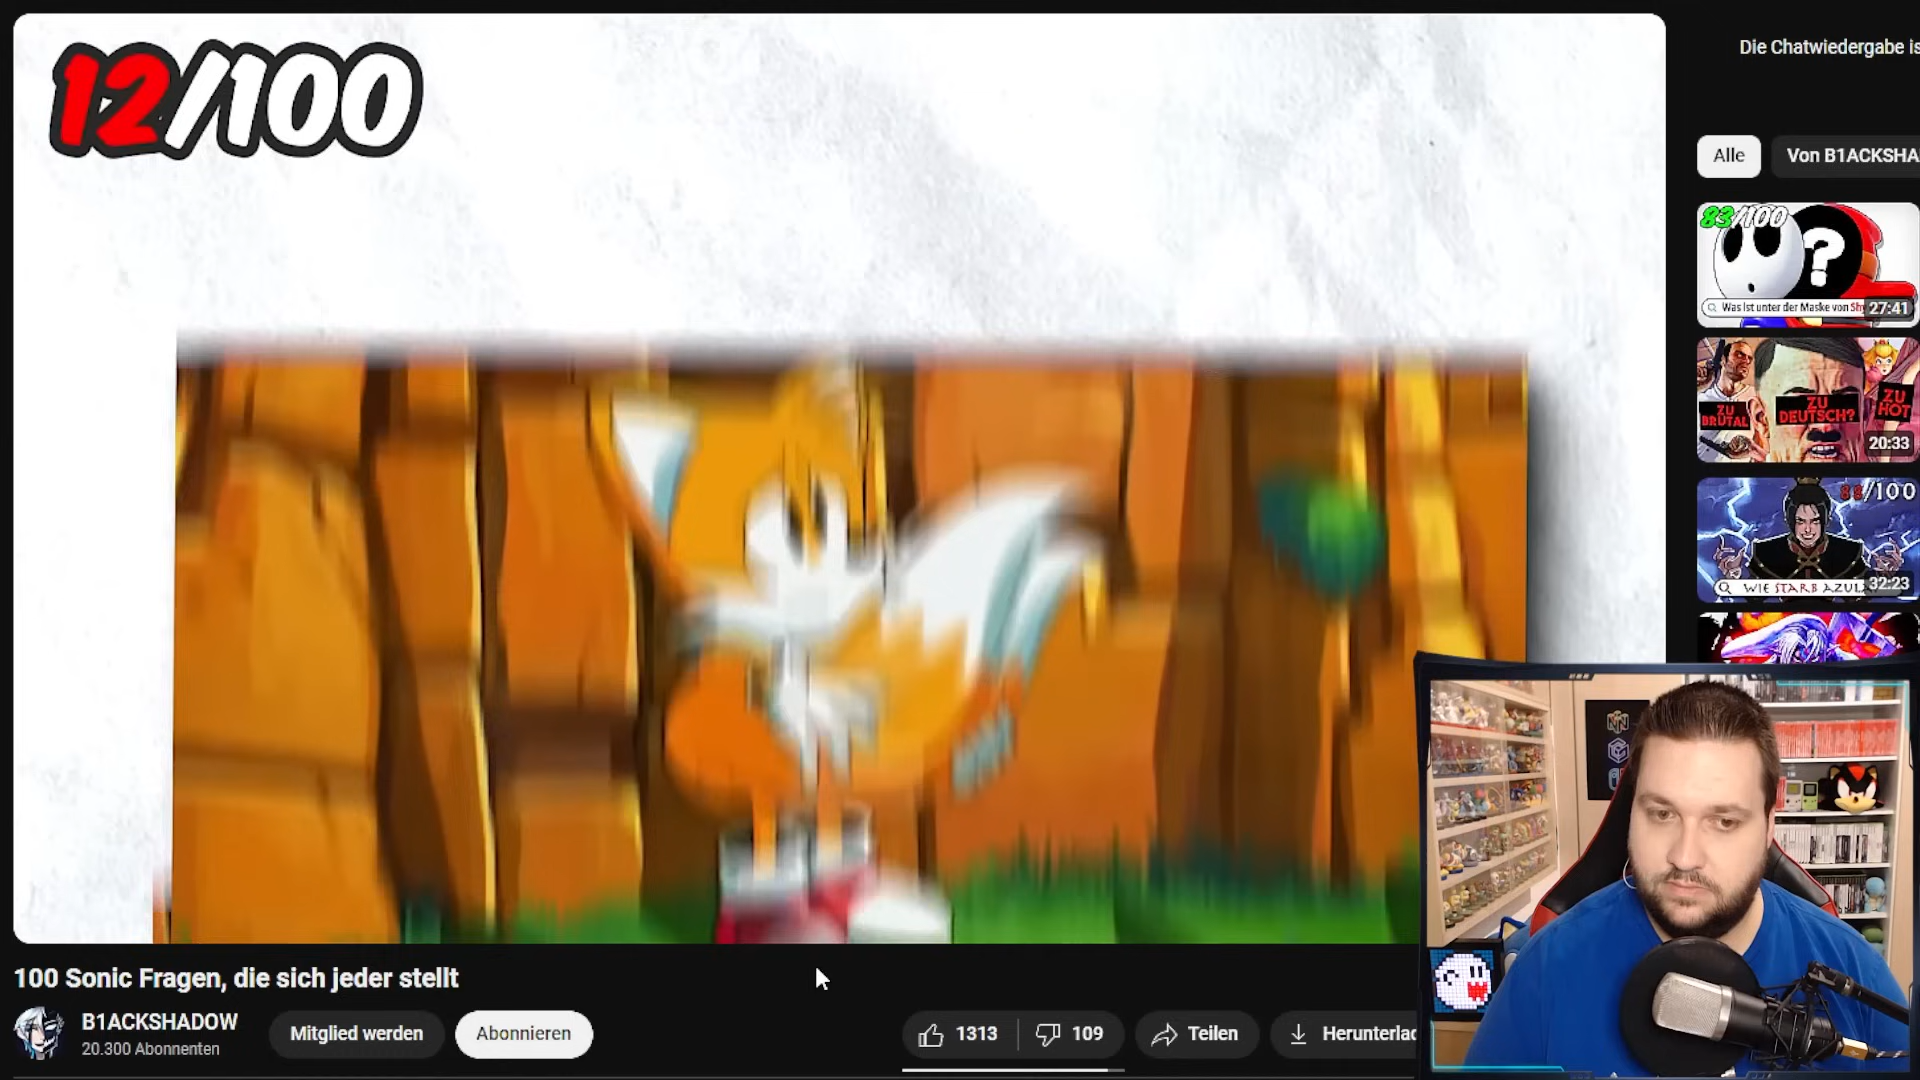 12/100
Die Chatwiedergabe is
Alle
Von B1ACKSHA
83/100
?
Was ist unter der Maske von Sh
27:41
ZU BRUTAL
ZU DEUTSCH?
ZU HOT
20:33
88/100
WIE STARB AZUL
32:23
100 Sonic Fragen, die sich jeder stellt
B1ACKSHADOW
20.300 Abonnenten
Mitglied werden
Abonnieren
1313
109
Teilen
Herunterlad